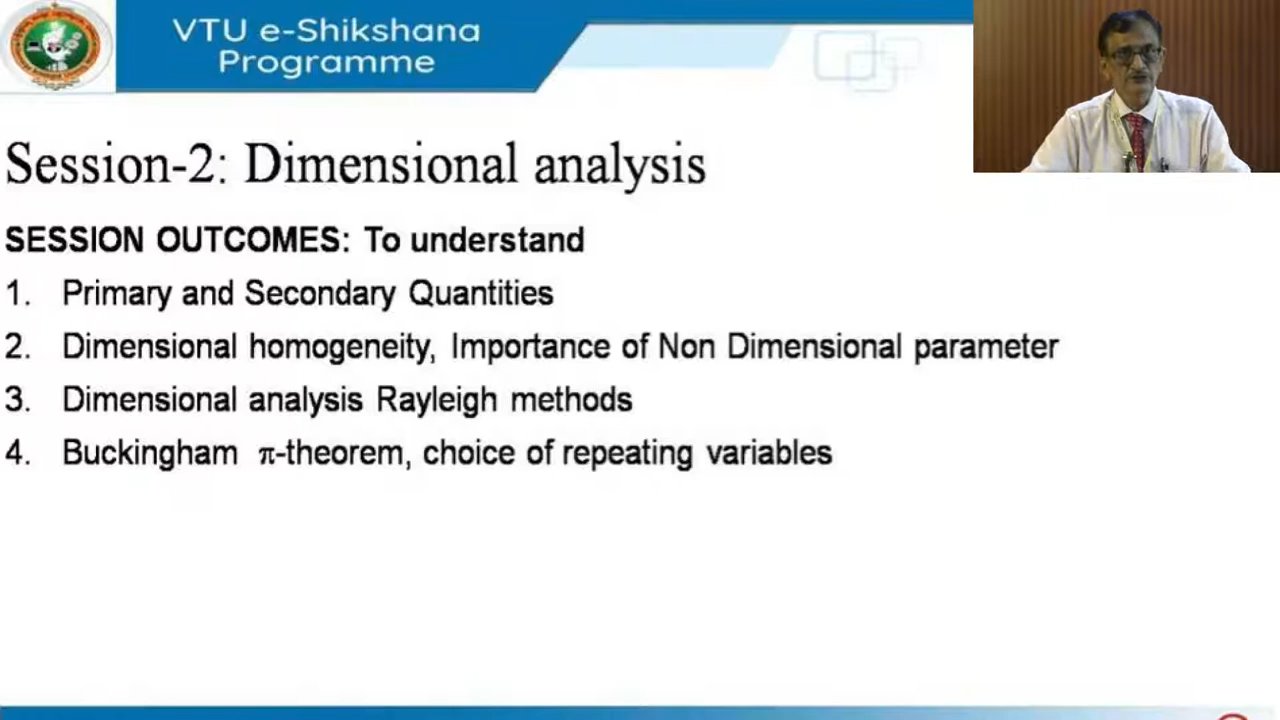 VTU e-Shikshana
Programme
Session-2: Dimensional analysis
SESSION OUTCOMES: To understand
1. Primary and Secondary Quantities
2. Dimensional homogeneity, Importance of Non Dimensional parameter
3. Dimensional analysis Rayleigh methods
4. Buckingham π-theorem, choice of repeating variables